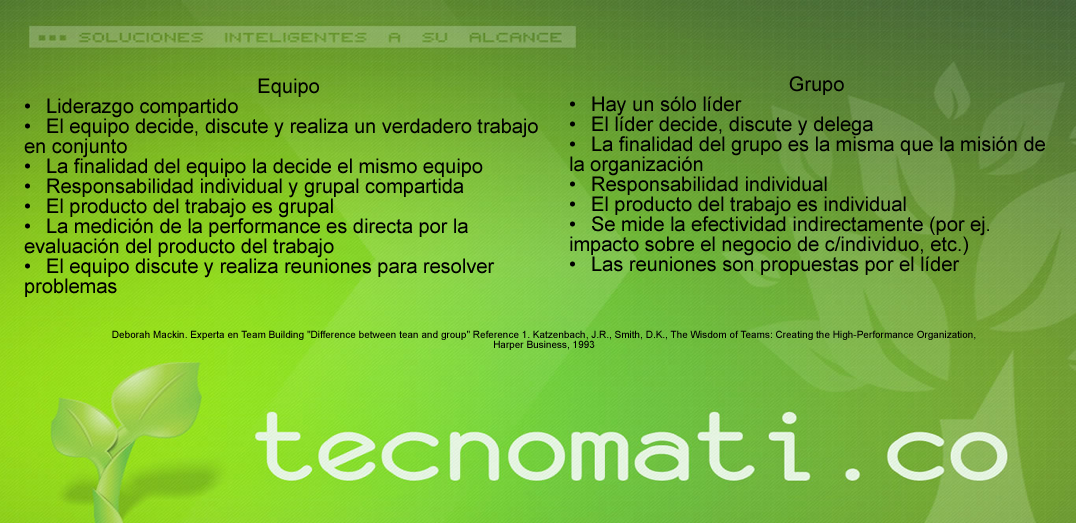 SOLUCIONES INTELIGENTES A SU ALCANCE
Equipo
• Liderazgo compartido
• El equipo decide, discute y realiza un verdadero trabajo
en conjunto
• La finalidad del equipo la decide el mismo equipo
• Responsabilidad individual y grupal compartida
• El producto del trabajo es grupal
• La medición de la performance es directa por la
evaluación del producto del trabajo
• El equipo discute y realiza reuniones para resolver
problemas
Grupo
• Hay un sólo líder
• El líder decide, discute y delega
• La finalidad del grupo es la misma que la misión de
la organización
• Responsabilidad individual
• El producto del trabajo es individual
• Se mide la efectividad indirectamente (por ej.
impacto sobre el negocio de c/individuo, etc.)
• Las reuniones son propuestas por el líder
Deborah Mackin. Experta en Team Building "Difference between tean and group" Reference 1, Katzenbach, J.R., Smith, D.K., The Wisdom of Teams: Creating the High-Performance Organization,
Harper Business, 1993
tecnomati.co